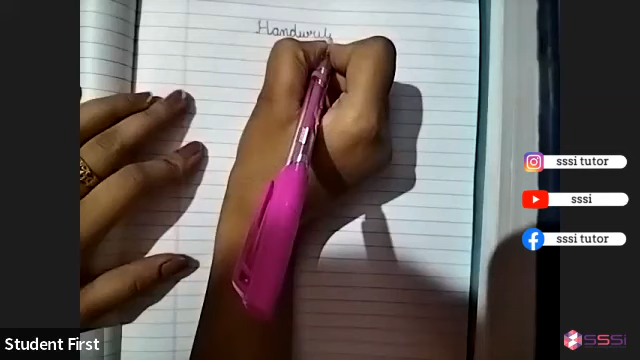 Handwrit
sssi tutor
sssi
sssi tutor
Student First
SSSi